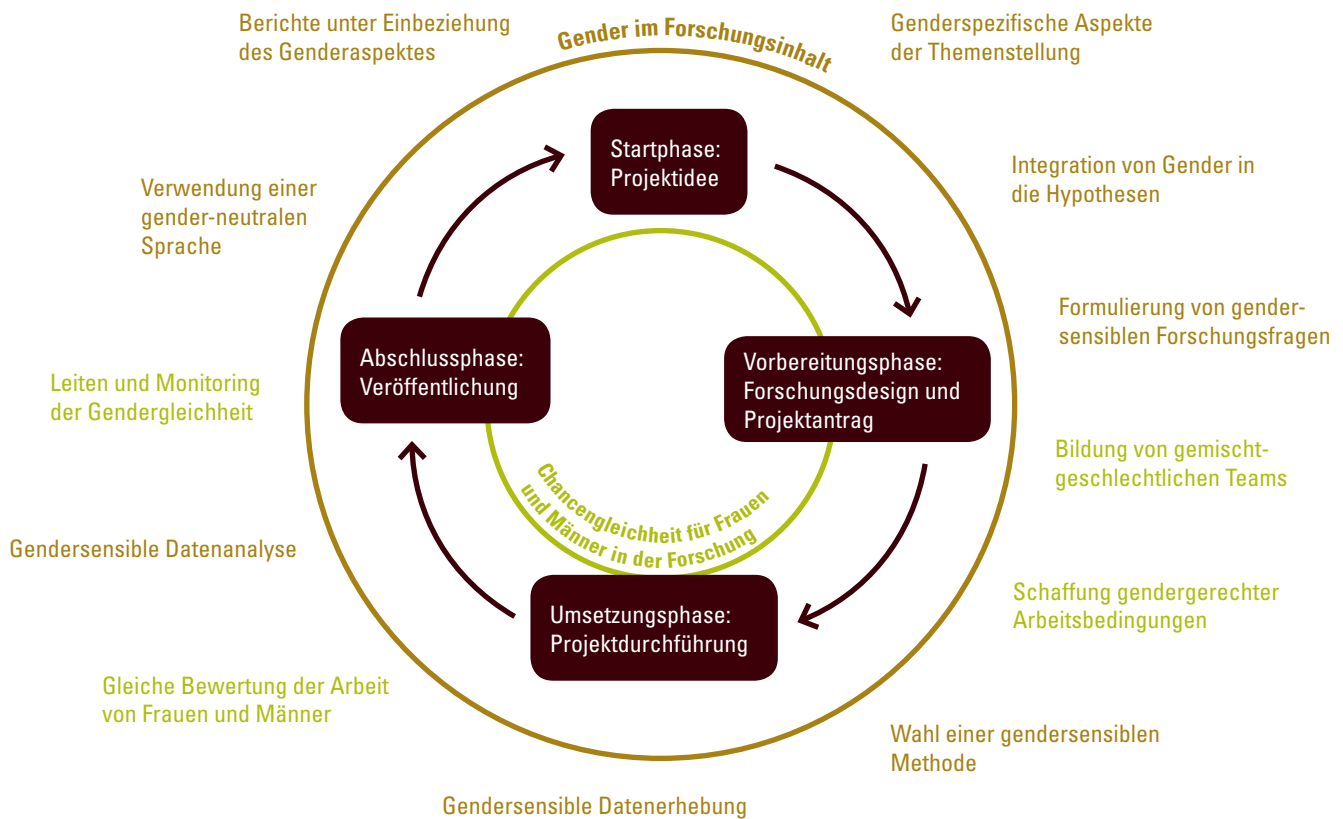 Berichte unter Einbeziehung
des Genderaspektes
Gender im Forschungsinhalt
Genderspezifische Aspekte
der Themenstellung
Startphase:
Projektidee
Integration von Gender in
die Hypothesen
Verwendung einer
gender-neutralen
Sprache
Formulierung von gender-
sensiblen Forschungsfragen
Abschlussphase:
Veröffentlichung
Vorbereitungsphase:
Forschungsdesign und
Projektantrag
Leiten und Monitoring
der Gendergleichheit
Bildung von gemischt-
geschlechtlichen Teams
Chancengleichheit für Frauen
und Männer in der Forschung
Gendersensible Datenanalyse
Schaffung gendergerechter
Arbeitsbedingungen
Umsetzungsphase:
Projektdurchführung
Gleiche Bewertung der Arbeit
von Frauen und Männer
Wahl einer gendersensiblen
Methode
Gendersensible Datenerhebung